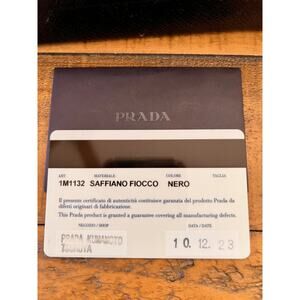 PRADA
ART MATERIALE COLORE TAGLIA
1M1132 SAFFIANO FIOCCO NERO
Il presente certificato di autenticità costituisce garanzia del prodotto Prada da
difetti originari di fabbricazione.
This Prada product is granted a guarantee covering all manufacturing defects.
NEGOZIO / SHOP DATA / DATE
PRADA KUMAMOTO
10. 12. 23